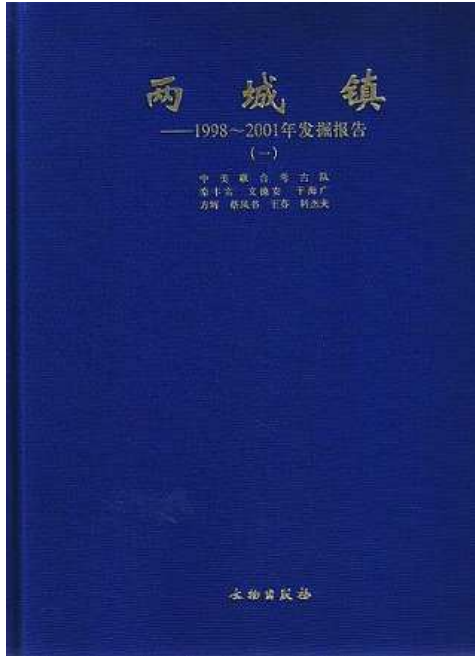 两城镇
——1998～2001年发掘报告
(一)
中美联合考古队
栾丰实 文德安 于海广
方辉 蔡凤书 王芬 科杰夫
文物出版社